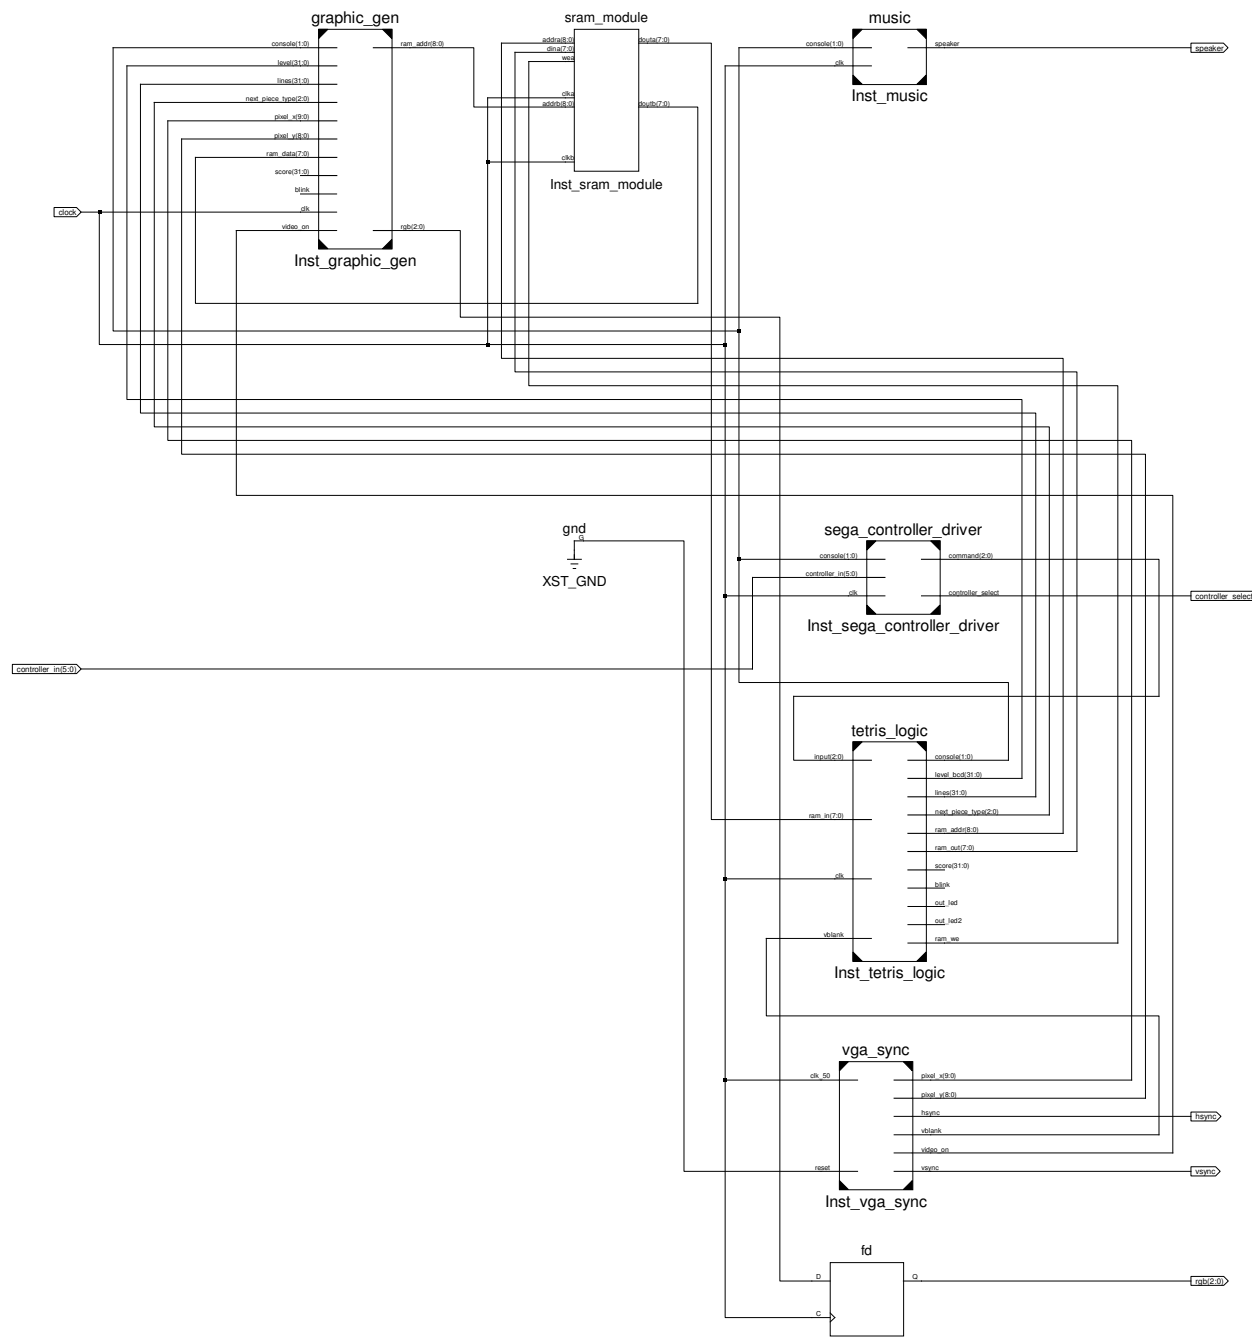 graphic_gen
console(1:0)
ram_addr(8:0)
level(31:0)
lines(31:0)
next_piece_type(2:0)
pixel_x(9:0)
pixel_y(8:0)
ram_data(7:0)
score(31:0)
blink
clk
video_on
rgb(2:0)
Inst_graphic_gen
clock
sram_module
addra(8:0)
douta(7:0)
dina(7:0)
wea
clka
addrb(8:0)
doutb(7:0)
clkb
Inst_sram_module
music
console(1:0)
speaker
clk
Inst_music
speaker
gnd
G
XST_GND
sega_controller_driver
console(1:0)
command(2:0)
controller_in(5:0)
clk
controller_select
Inst_sega_controller_driver
controller_select
controller_in(5:0)
tetris_logic
input(2:0)
console(1:0)
level_bcd(31:0)
lines(31:0)
next_piece_type(2:0)
ram_in(7:0)
ram_addr(8:0)
ram_out(7:0)
score(31:0)
clk
blink
out_led
out_led2
vblank
ram_we
Inst_tetris_logic
vga_sync
clk_50
pixel_x(9:0)
pixel_y(8:0)
hsync
vblank
video_on
reset
vsync
Inst_vga_sync
hsync
vsync
fd
D
Q
C
rgb(2:0)